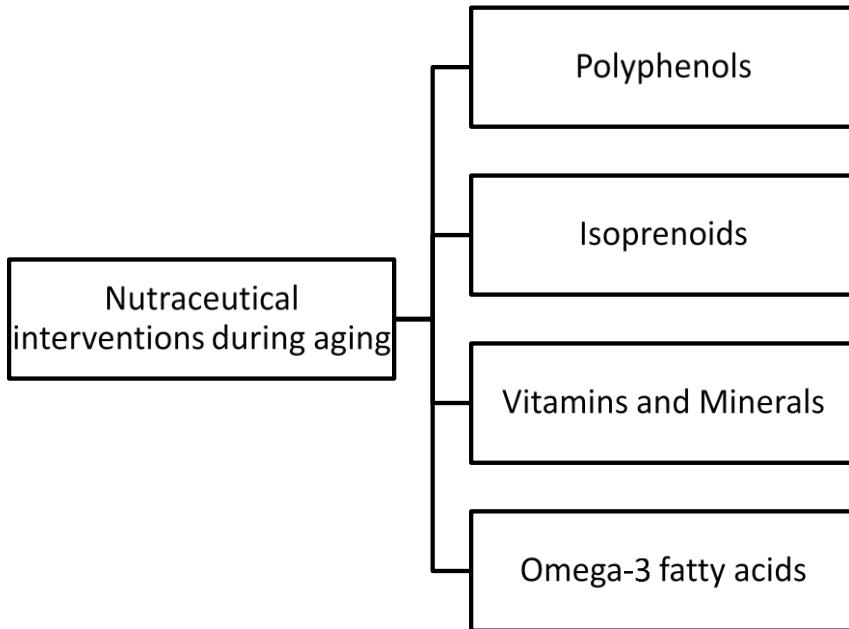 Polyphenols
Isoprenoids
Nutraceutical
interventions during aging
Vitamins and Minerals
Omega-3 fatty acids